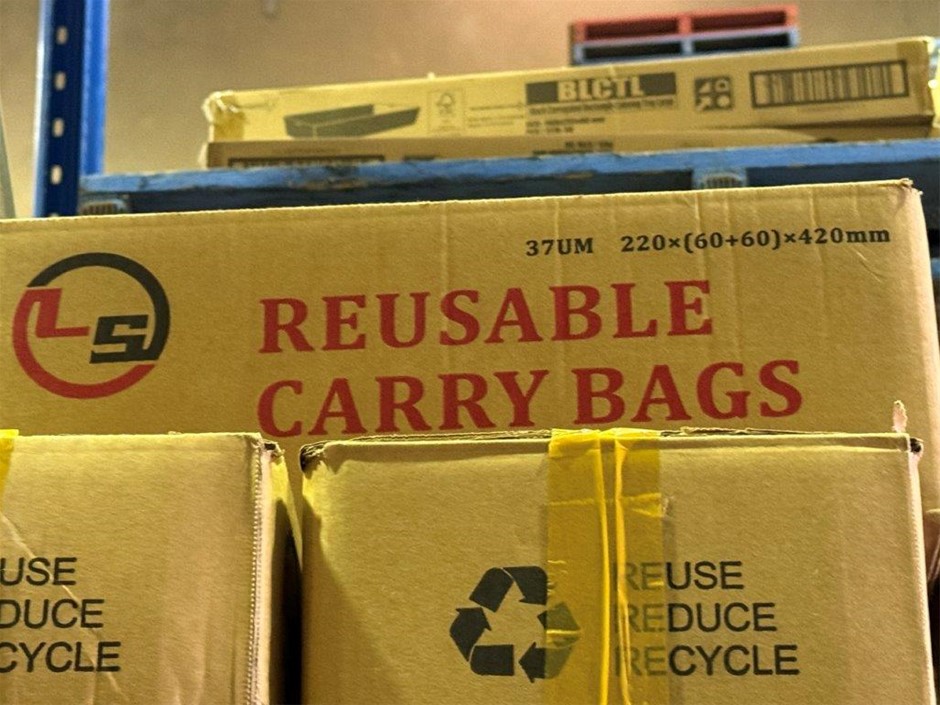 BLCTL
37UM 220×(60+60)×420mm
LS
REUSABLE
CARRY BAGS
USE
DUCE
CYCLE
REUSE
REDUCE
RECYCLE